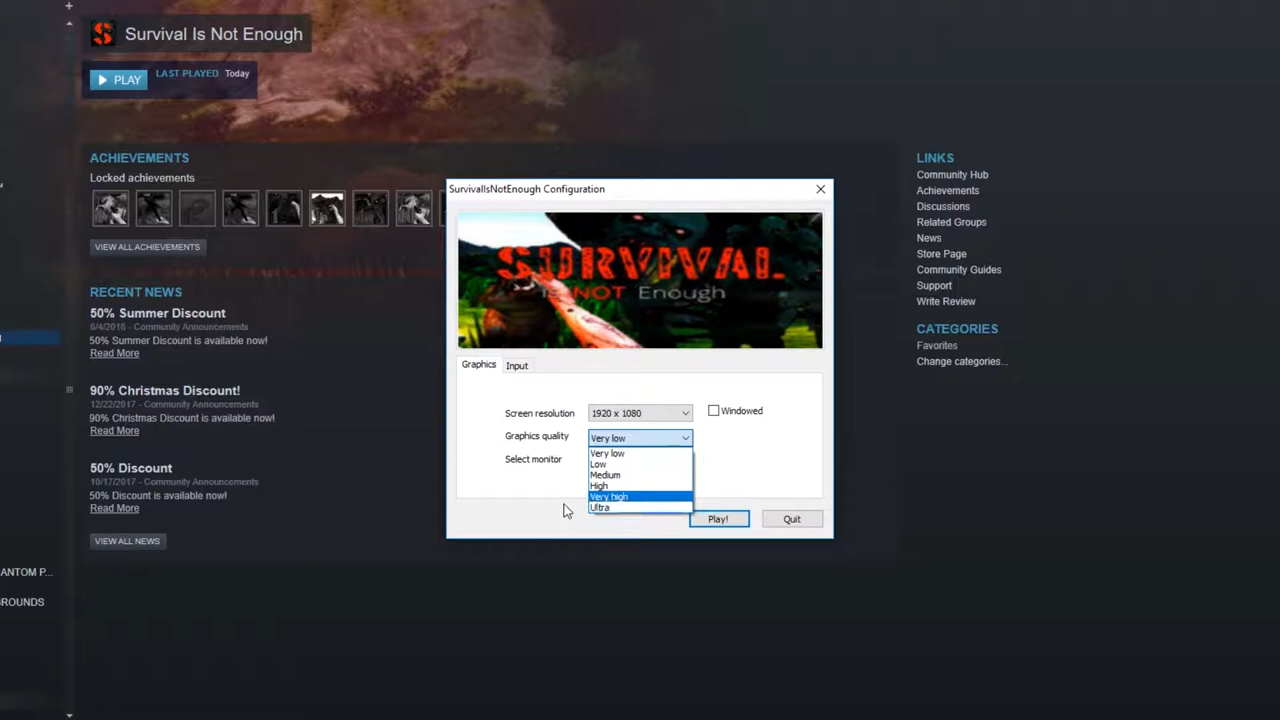 Survival Is Not Enough
PLAY
LAST PLAYED Today
ACHIEVEMENTS
Locked achievements
VIEW ALL ACHIEVEMENTS
RECENT NEWS
50% Summer Discount
6/4/2018 - Community Announcements
50% Summer Discount is available now!
Read More
90% Christmas Discount!
12/22/2017 - Community Announcements
90% Christmas Discount is available now!
Read More
50% Discount
10/17/2017 - Community Announcements
50% Discount is available now!
Read More
VIEW ALL NEWS
ANTOM P...
GROUNDS
SurvivalIsNotEnough Configuration
SURVIVAL
is NOT Enough
Graphics
Input
Screen resolution
1920 x 1080
Windowed
Graphics quality
Very low
Select monitor
Very low
Low
Medium
High
Very high
Ultra
Play!
Quit
LINKS
Community Hub
Achievements
Discussions
Related Groups
News
Store Page
Community Guides
Support
Write Review
CATEGORIES
Favorites
Change categories...